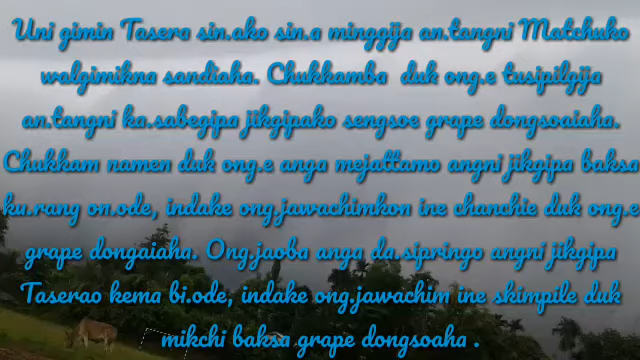 Uni gimin Tasera sin.ako sin.a minggija an.tangni Matchuko
walgimikna sandiaha. Chukkamba duk ong.e tusipilgija
an.tangni ka.sabegipa jikgipako sengsoe grape dongsoaiaha.
Chukkam namen duk ong.e anga mejattamo angni jikgipa baksa
ku.rang on.ode, indake ong.jawachimkon ine chanchie duk ong.e
grape dongaiaha. Ong.jaoba anga da.sipringo angni jikgipa
Taserao kema bi.ode, indake ong.jawachim ine skimpile duk
mikchi baksa grape dongsoaha .